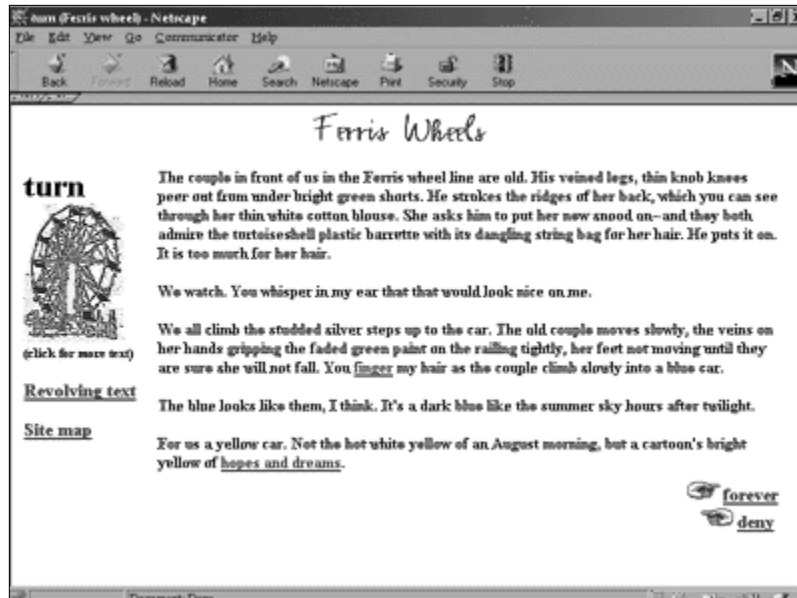 turn (Ferris wheel) - Netscape
File Edit View Go Communicator Help
Back Forward Reload Home Search Netscape Print Security Stop
N
Ferris Wheels
turn
(click for more text)
Revolving text
Site map
The couple in front of us in the Ferris wheel line are old. His veined legs, thin knob knees
peer out from under bright green shorts. He strokes the ridges of her back, which you can see
through her thin white cotton blouse. She asks him to put her new snood on--and they both
admire the tortoiseshell plastic barrette with its dangling string bag for her hair. He puts it on.
It is too much for her hair.
We watch. You whisper in my ear that that would look nice on me.
We all climb the studded silver steps up to the car. The old couple moves slowly, the veins on
her hands gripping the faded green paint on the railing tightly, her feet not moving until they
are sure she will not fall. You finger my hair as the couple climb slowly into a blue car.
The blue looks like them, I think. It's a dark blue like the summer sky hours after twilight.
For us a yellow car. Not the hot white yellow of an August morning, but a cartoon's bright
yellow of hopes and dreams.
forever
deny
Document: Done